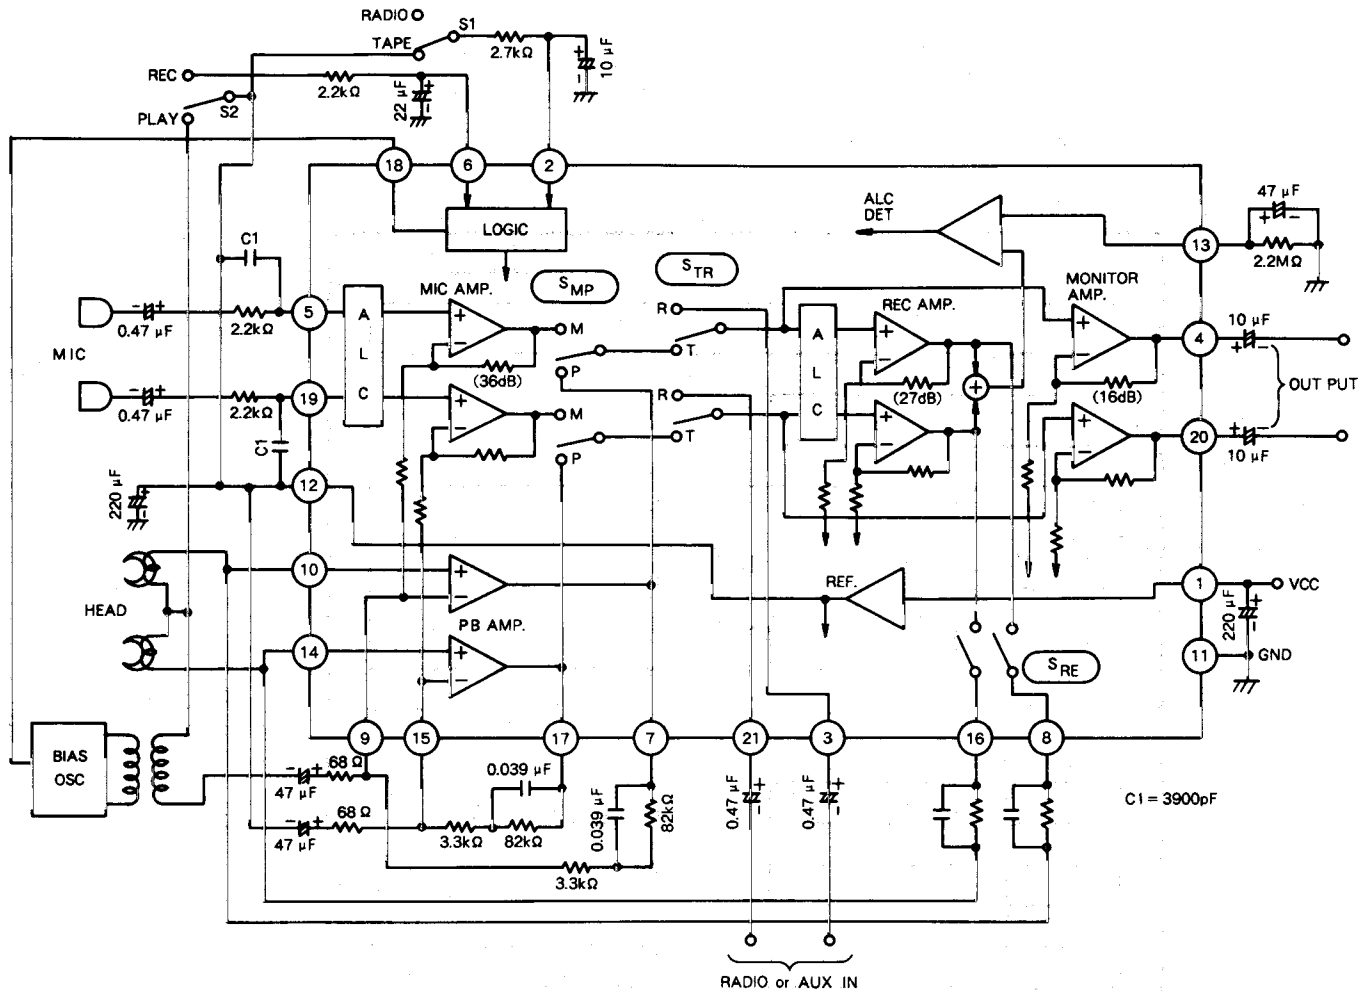 RADIO
S1
TAPE
2.7kΩ
+
-
10 µF
REC
2.2kΩ
22 µF
+
-
S2
PLAY
18
6
2
LOGIC
ALC
DET
47 µF
+ -
13
2.2MΩ
C1
MIC AMP.
SMP
STR
REC AMP.
MONITOR
AMP.
R
- +
0.47 µF
2.2kΩ
5
A
L
C
+
-
M
T
A
L
C
+
-
+
-
4
10 µF
+ -
MIC
(36dB)
P
R
(27dB)
+
(16dB)
OUT PUT
- +
0.47 µF
2.2kΩ
19
+
-
M
T
+
-
+
-
20
+ -
10 µF
C1
P
220 µF
+
-
12
HEAD
10
+
-
REF.
1
VCC
220 µF
+
-
PB AMP.
14
+
-
SRE
11
GND
BIAS
OSC
9
15
17
7
21
3
16
8
68 Ω
- +
47 µF
0.039 µF
0.039 µF
82kΩ
0.47 µF
+
-
0.47 µF
+
-
C1 = 3900pF
68 Ω
- +
47 µF
3.3kΩ
82kΩ
3.3kΩ
RADIO or AUX IN